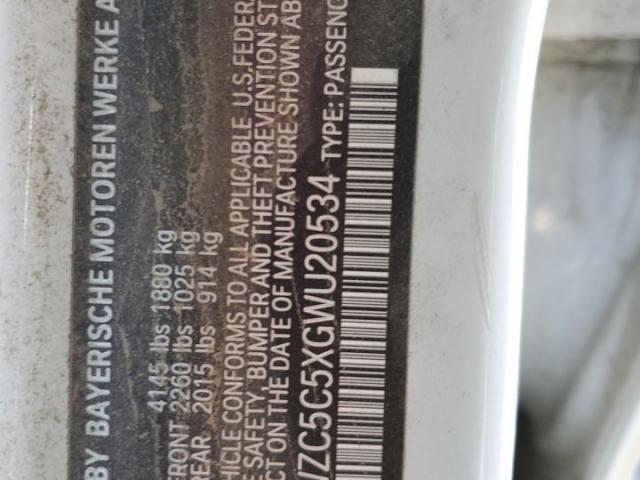 BY BAYERISCHE MOTOREN WERKE A
4145 lbs 1880 kg
FRONT 2260 lbs 1025 kg
REAR 2015 lbs 914 kg
HICLE CONFORMS TO ALL APPLICABLE U.S.FEDER
E SAFETY, BUMPER AND THEFT PREVENTION ST
CT ON THE DATE OF MANUFACTURE SHOWN AB
ZC5C5XGWU20534 TYPE: PASSENG